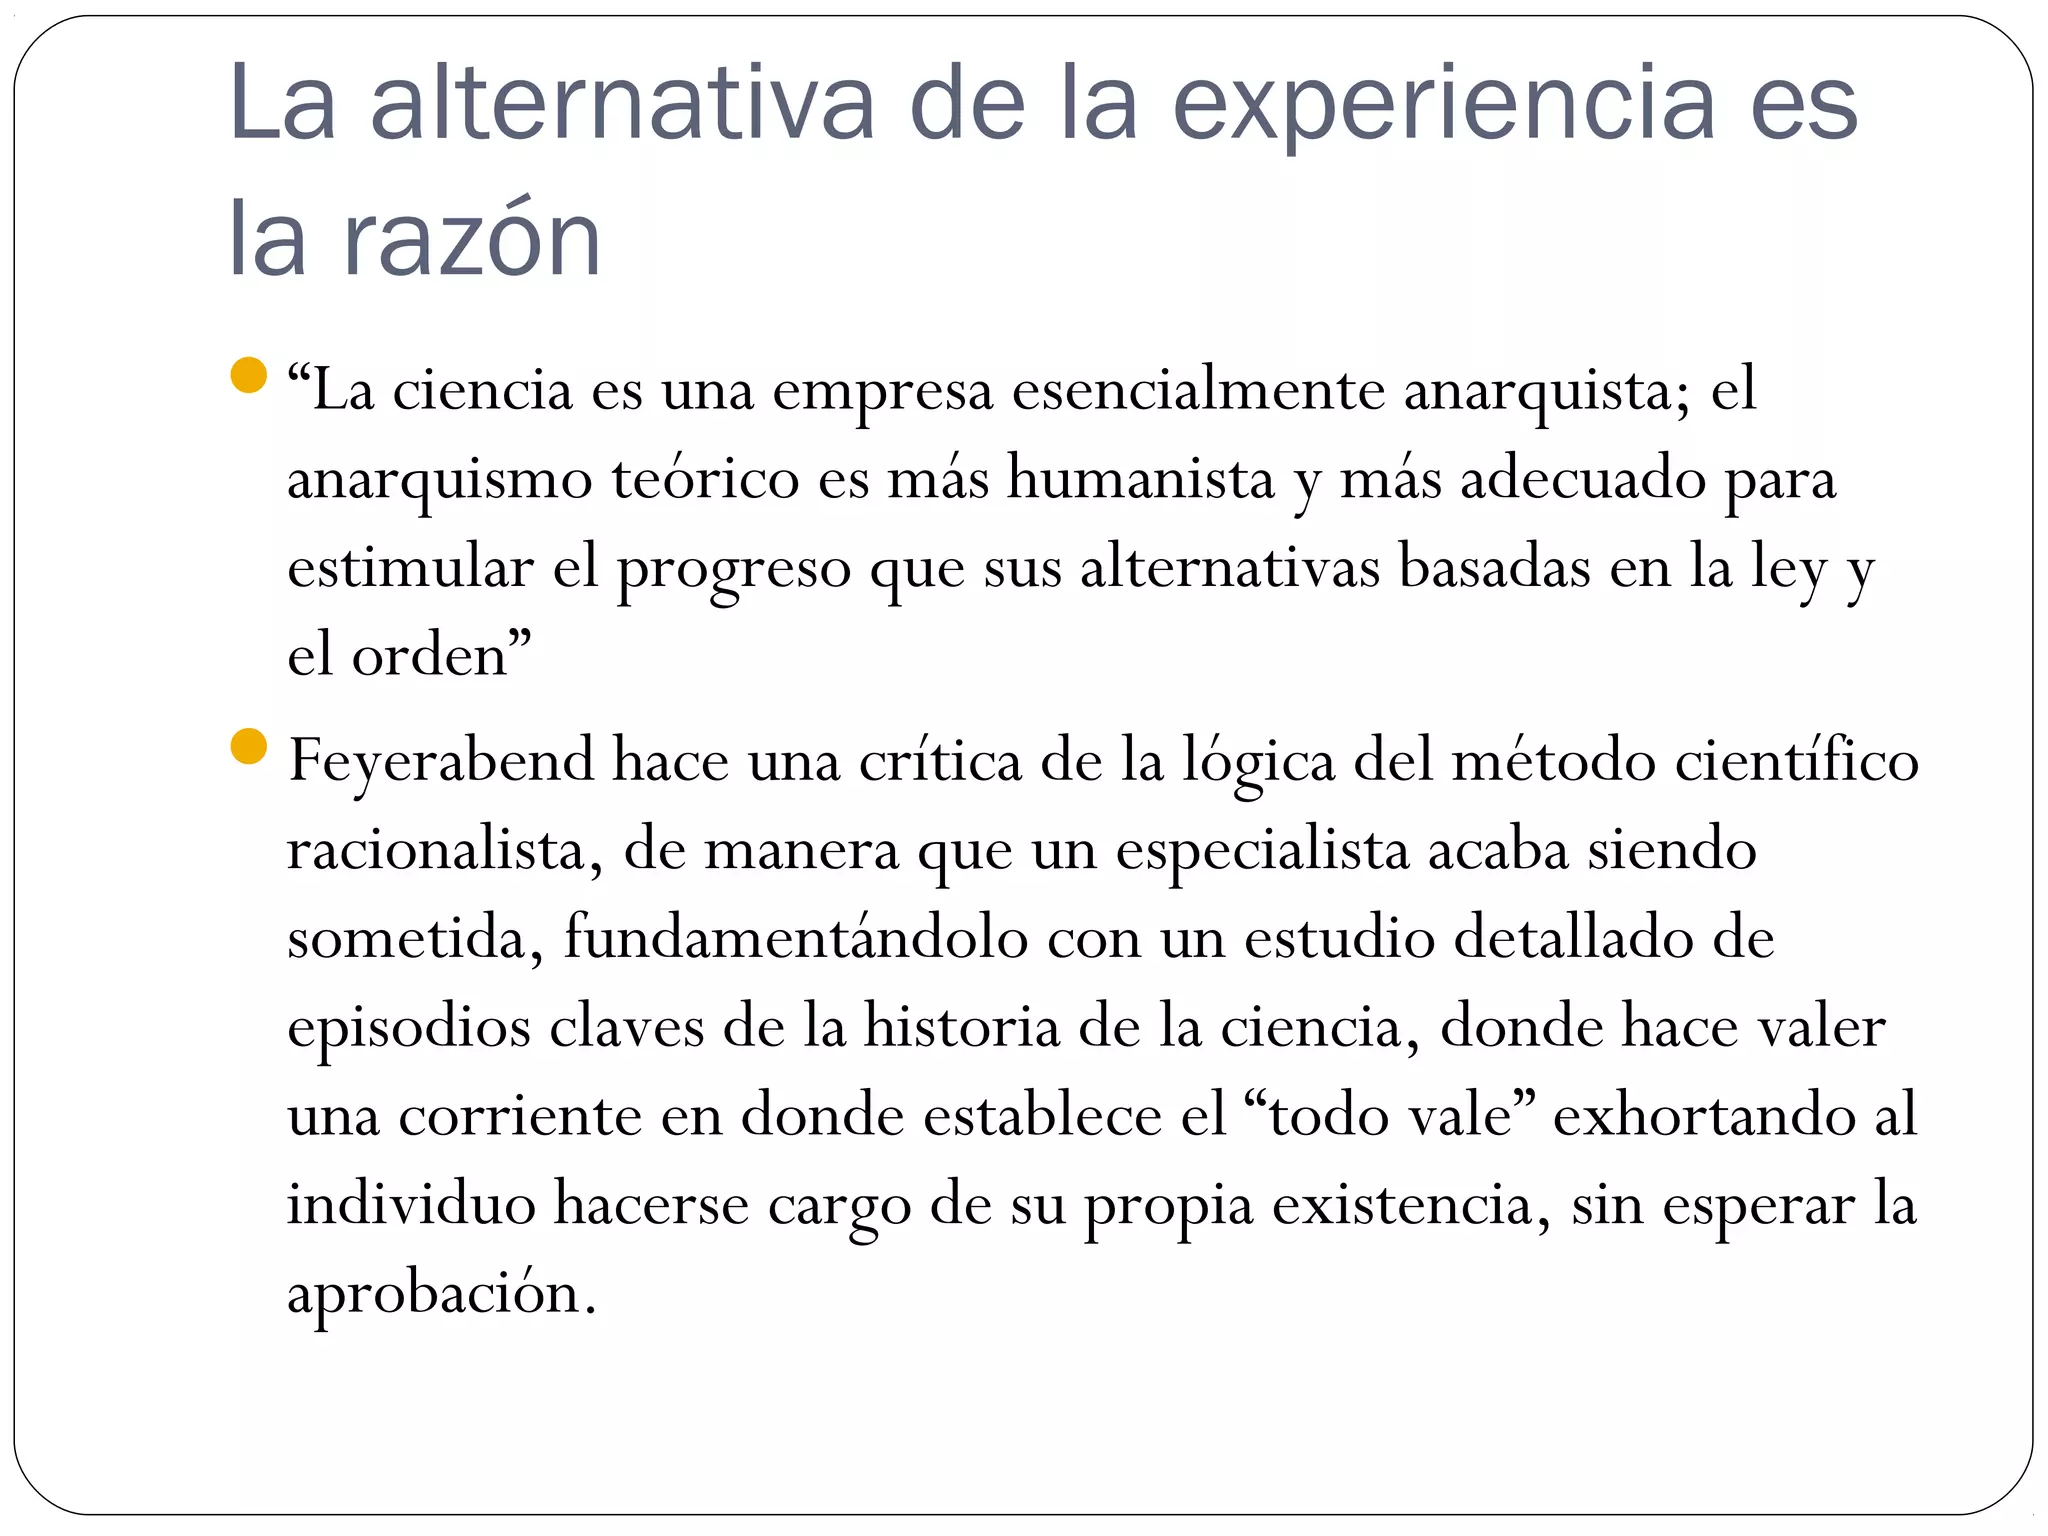 La alternativa de la experiencia es
la razón
“La ciencia es una empresa esencialmente anarquista; el
anarquismo teórico es más humanista y más adecuado para
estimular el progreso que sus alternativas basadas en la ley y
el orden”
Feyerabend hace una crítica de la lógica del método científico
racionalista, de manera que un especialista acaba siendo
sometida, fundamentándolo con un estudio detallado de
episodios claves de la historia de la ciencia, donde hace valer
una corriente en donde establece el “todo vale” exhortando al
individuo hacerse cargo de su propia existencia, sin esperar la
aprobación.